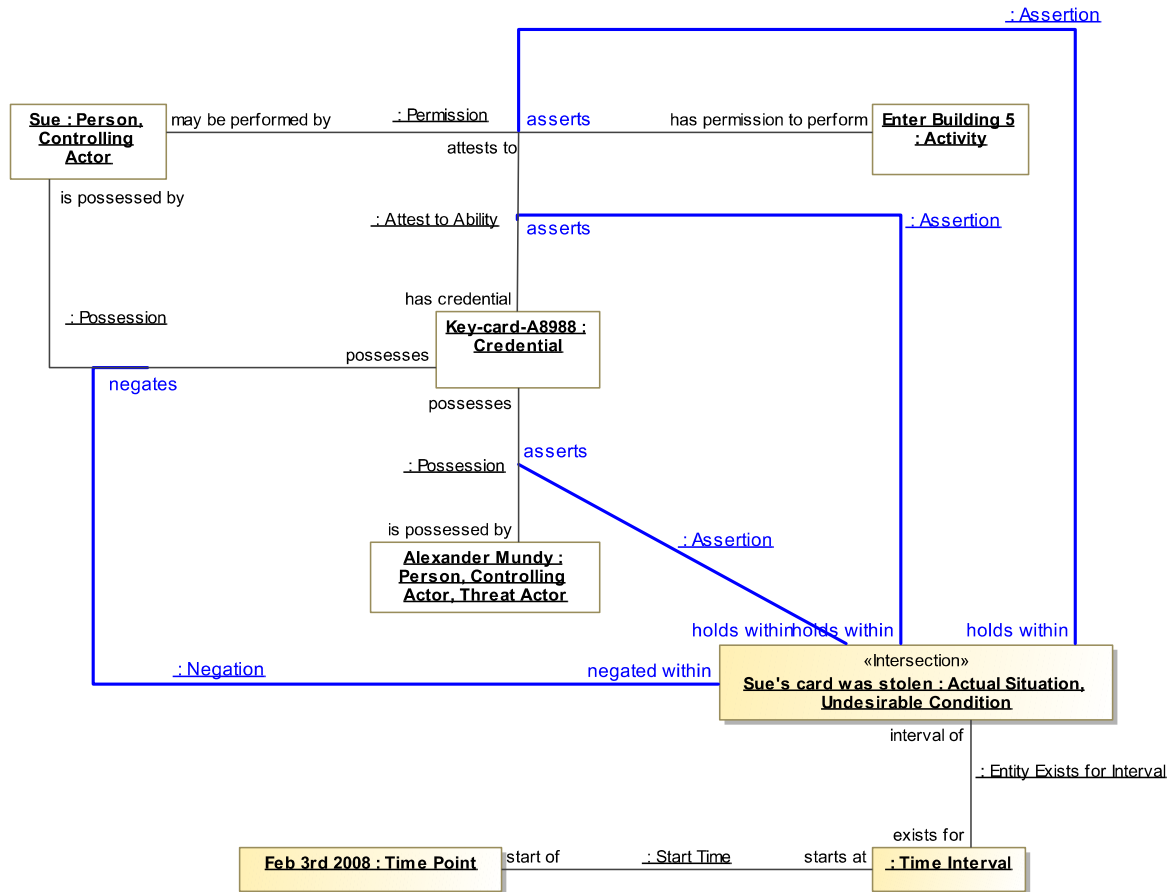 : Assertion
Sue : Person,
Controlling
Actor
may be performed by
: Permission
asserts
has permission to perform
Enter Building 5
: Activity
attests to
is possessed by
: Attest to Ability
asserts
: Assertion
has credential
: Possession
Key-card-A8988 :
Credential
possesses
negates
possesses
asserts
: Possession
is possessed by
: Assertion
Alexander Mundy :
Person, Controlling
Actor, Threat Actor
holds within
holds within
holds within
: Negation
negated within
«Intersection»
Sue's card was stolen : Actual Situation,
Undesirable Condition
interval of
: Entity Exists for Interval
exists for
Feb 3rd 2008 : Time Point
start of
: Start Time
starts at
: Time Interval